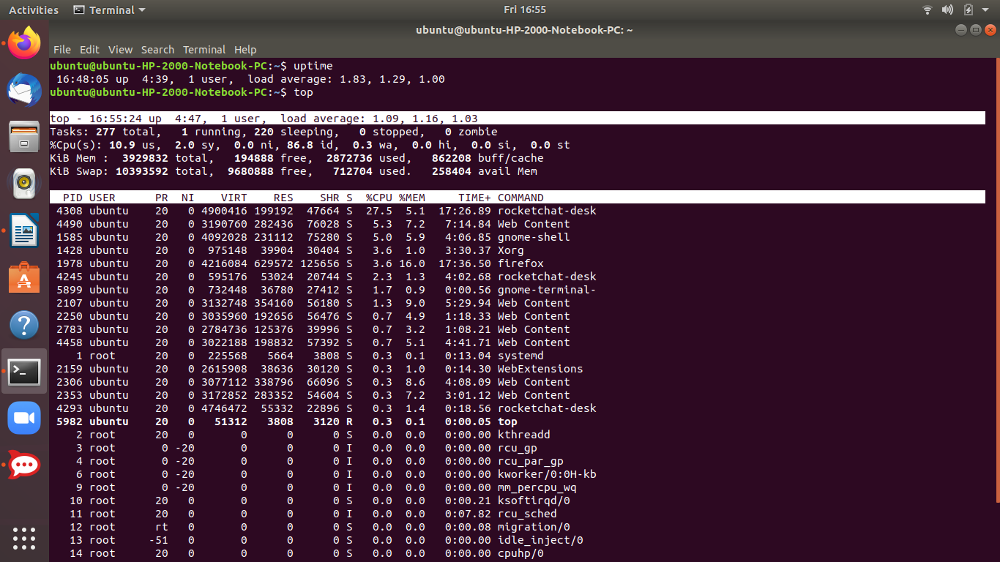 Activities Terminal Fri 16:55
ubuntu@ubuntu-HP-2000-Notebook-PC: ~
File Edit View Search Terminal Help
ubuntu@ubuntu-HP-2000-Notebook-PC:~$ uptime
 16:48:05 up  4:39,  1 user,  load average: 1.83, 1.29, 1.00
ubuntu@ubuntu-HP-2000-Notebook-PC:~$ top
top - 16:55:24 up  4:47,  1 user,  load average: 1.09, 1.16, 1.03
Tasks: 277 total,   1 running, 220 sleeping,   0 stopped,   0 zombie
%Cpu(s): 10.9 us,  2.0 sy,  0.0 ni, 86.8 id,  0.3 wa,  0.0 hi,  0.0 si,  0.0 st
KiB Mem :  3929832 total,   194888 free,  2872736 used,   862208 buff/cache
KiB Swap: 10393592 total,  9680888 free,   712704 used.   258404 avail Mem
  PID USER      PR  NI    VIRT    RES    SHR S  %CPU %MEM     TIME+ COMMAND
 4308 ubuntu    20   0 4900416 199192  47664 S  27.5  5.1  17:26.89 rocketchat-desk
 4490 ubuntu    20   0 3190760 282436  76028 S   5.3  7.2   7:14.84 Web Content
 1585 ubuntu    20   0 4092028 231112  75280 S   5.0  5.9   4:06.85 gnome-shell
 1428 ubuntu    20   0  975148  39904  30404 S   3.6  1.0   3:30.37 Xorg
 1978 ubuntu    20   0 4216084 629572 125656 S   3.6 16.0  17:36.50 firefox
 4245 ubuntu    20   0  595176  53024  20744 S   2.3  1.3   4:02.68 rocketchat-desk
 5899 ubuntu    20   0  732448  36780  27412 S   1.7  0.9   0:00.56 gnome-terminal-
 2107 ubuntu    20   0 3132748 354160  56180 S   1.3  9.0   5:29.94 Web Content
 2250 ubuntu    20   0 3035960 192656  56476 S   0.7  4.9   1:18.33 Web Content
 2783 ubuntu    20   0 2784736 125376  39996 S   0.7  3.2   1:08.21 Web Content
 4458 ubuntu    20   0 3022188 198832  57392 S   0.7  5.1   4:41.71 Web Content
    1 root      20   0  225568   5664   3808 S   0.3  0.1   0:13.04 systemd
 2159 ubuntu    20   0 2615908  38636  30120 S   0.3  1.0   0:14.30 WebExtensions
 2306 ubuntu    20   0 3077112 338796  66096 S   0.3  8.6   4:08.09 Web Content
 2353 ubuntu    20   0 3172852 283352  54604 S   0.3  7.2   3:01.12 Web Content
 4293 ubuntu    20   0 4746472  55332  22896 S   0.3  1.4   0:18.56 rocketchat-desk
 5982 ubuntu    20   0   51312   3808   3120 R   0.3  0.1   0:00.05 top
    2 root      20   0       0      0      0 S   0.0  0.0   0:00.00 kthreadd
    3 root       0 -20       0      0      0 I   0.0  0.0   0:00.00 rcu_gp
    4 root       0 -20       0      0      0 I   0.0  0.0   0:00.00 rcu_par_gp
    6 root       0 -20       0      0      0 I   0.0  0.0   0:00.00 kworker/0:0H-kb
    9 root       0 -20       0      0      0 I   0.0  0.0   0:00.00 mm_percpu_wq
   10 root      20   0       0      0      0 S   0.0  0.0   0:00.21 ksoftirqd/0
   11 root      20   0       0      0      0 I   0.0  0.0   0:07.82 rcu_sched
   12 root      rt   0       0      0      0 S   0.0  0.0   0:00.08 migration/0
   13 root     -51   0       0      0      0 S   0.0  0.0   0:00.00 idle_inject/0
   14 root      20   0       0      0      0 S   0.0  0.0   0:00.00 cpuhp/0